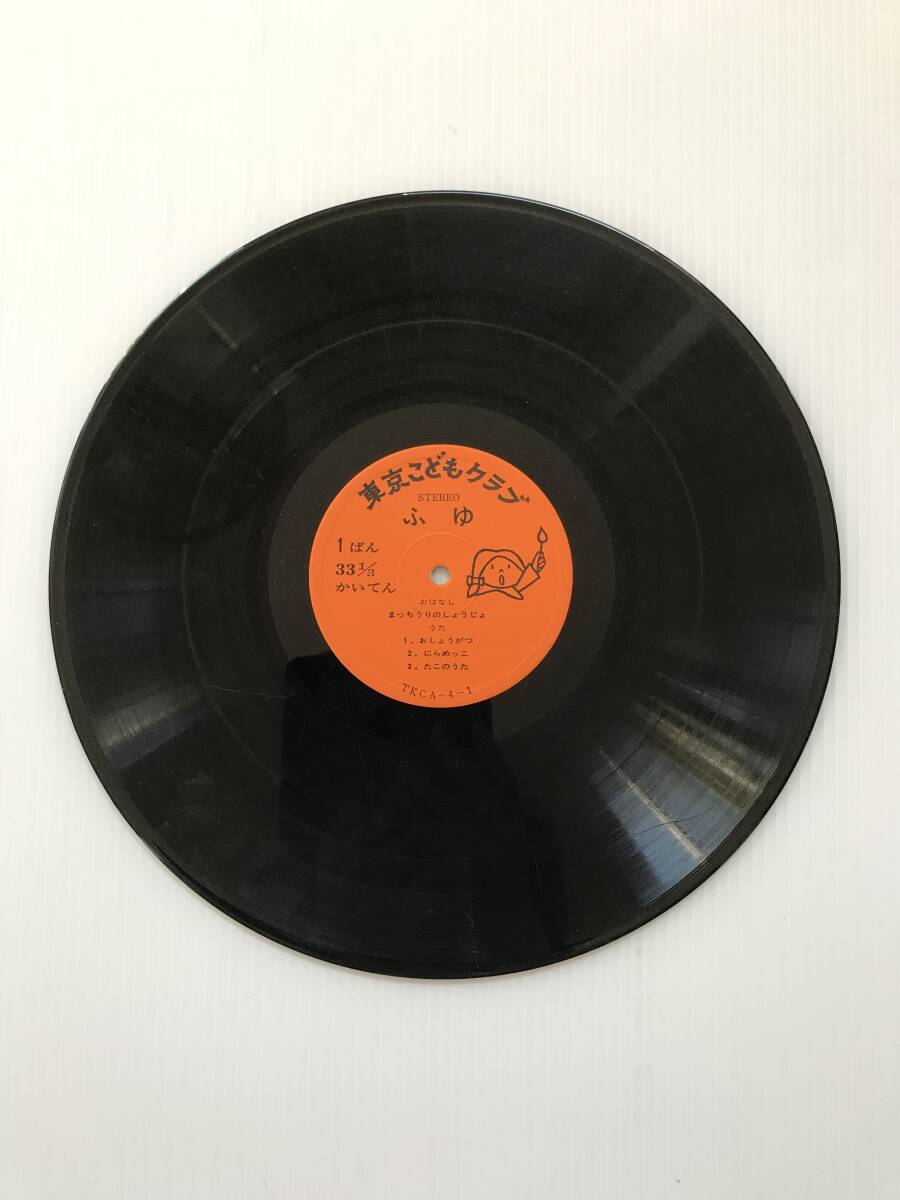 東京こどもクラブ
STEREO
ふゆ
1ばん
33 1/3
かいてん
おはなし
まっちうりのしょうじょ
うた
1. おしょうがつ
2. にらめっこ
3. たこのうた
TKCA-4-1